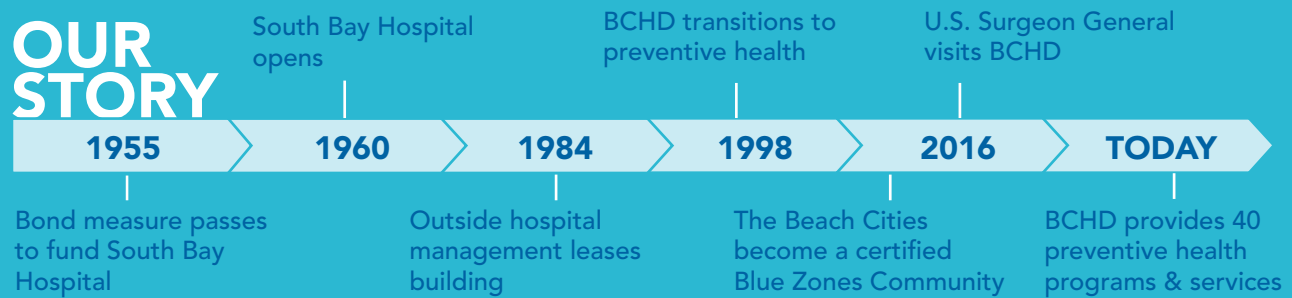 OUR
STORY
South Bay Hospital
opens
BCHD transitions to
preventive health
U.S. Surgeon General
visits BCHD
1955
1960
1984
1998
2016
TODAY
Bond measure passes
to fund South Bay
Hospital
Outside hospital
management leases
building
The Beach Cities
become a certified
Blue Zones Community
BCHD provides 40
preventive health
programs & services